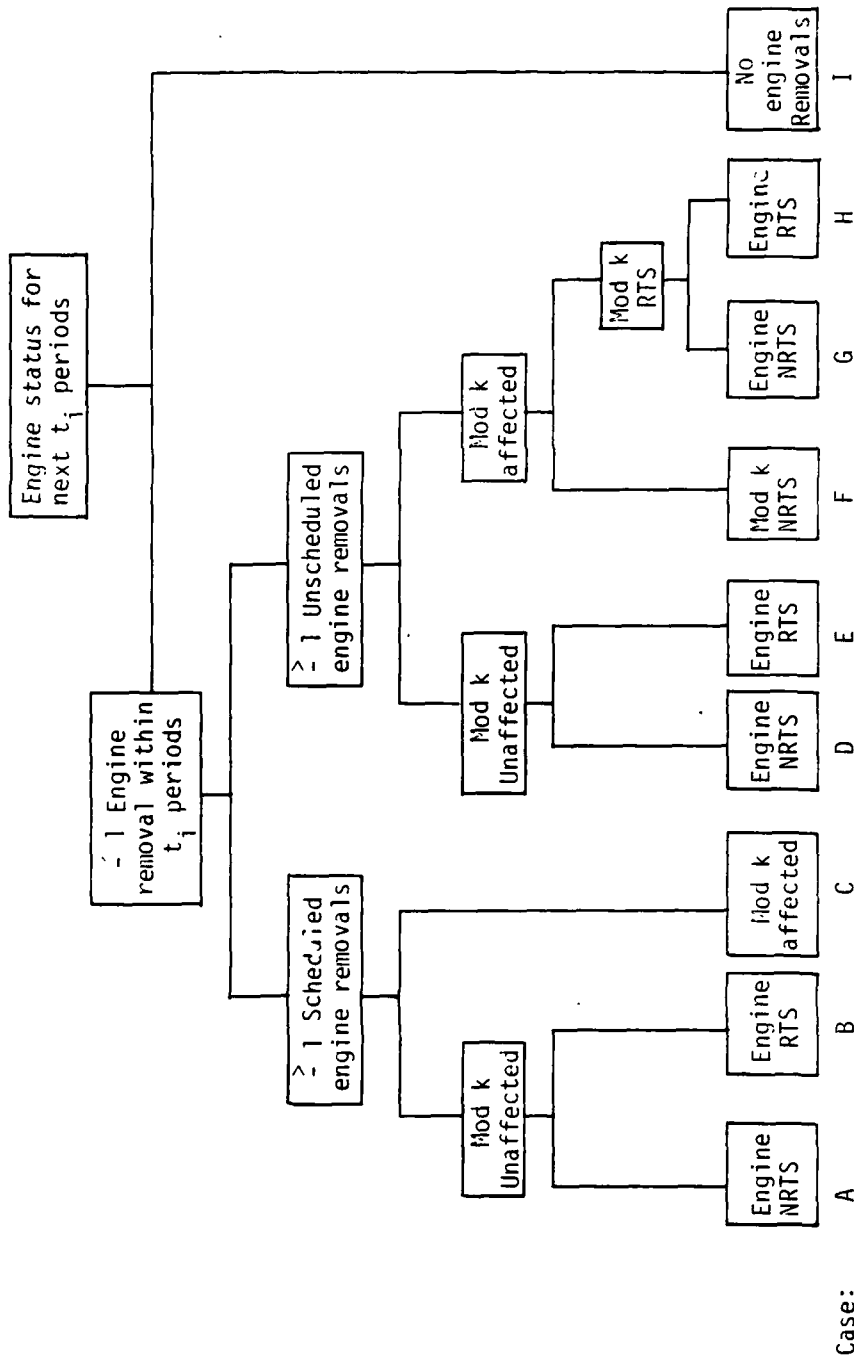 Engine status for
next t_i periods
≥ 1 Engine
removal within
t_i periods
≥ 1 Scheduled
engine removals
≥ 1 Unscheduled
engine removals
Mod k
Unaffected
Mod k
Unaffected
Mod k
affected
Mod k
RTS
Engine
NRTS
Engine
RTS
Mod k
affected
Engine
NRTS
Engine
RTS
Mod k
NRTS
Engine
NRTS
Engine
RTS
No
engine
Removals
Case: A B C D E F G H I